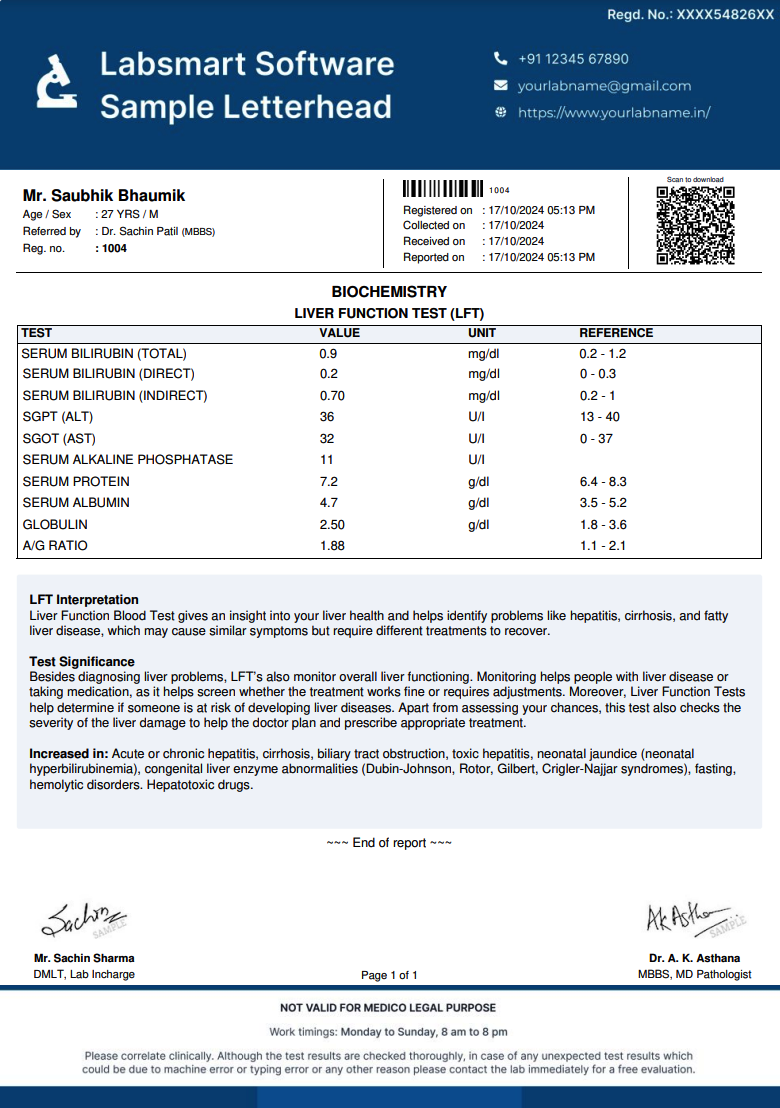 Regd. No.: XXXX54826XX
Labsmart Software
Sample Letterhead
+91 12345 67890
yourlabname@gmail.com
https://www.yourlabname.in/
Mr. Saubhik Bhaumik
Age / Sex : 27 YRS / M
Referred by : Dr. Sachin Patil (MBBS)
Reg. no. : 1004
1004
Registered on : 17/10/2024 05:13 PM
Collected on : 17/10/2024
Received on : 17/10/2024
Reported on : 17/10/2024 05:13 PM
Scan to download
BIOCHEMISTRY
LIVER FUNCTION TEST (LFT)
TEST VALUE UNIT REFERENCE
SERUM BILIRUBIN (TOTAL) 0.9 mg/dl 0.2 - 1.2
SERUM BILIRUBIN (DIRECT) 0.2 mg/dl 0 - 0.3
SERUM BILIRUBIN (INDIRECT) 0.70 mg/dl 0.2 - 1
SGPT (ALT) 36 U/l 13 - 40
SGOT (AST) 32 U/l 0 - 37
SERUM ALKALINE PHOSPHATASE 11 U/l
SERUM PROTEIN 7.2 g/dl 6.4 - 8.3
SERUM ALBUMIN 4.7 g/dl 3.5 - 5.2
GLOBULIN 2.50 g/dl 1.8 - 3.6
A/G RATIO 1.88 1.1 - 2.1
LFT Interpretation
Liver Function Blood Test gives an insight into your liver health and helps identify problems like hepatitis, cirrhosis, and fatty
liver disease, which may cause similar symptoms but require different treatments to recover.
Test Significance
Besides diagnosing liver problems, LFT's also monitor overall liver functioning. Monitoring helps people with liver disease or
taking medication, as it helps screen whether the treatment works fine or requires adjustments. Moreover, Liver Function Tests
help determine if someone is at risk of developing liver diseases. Apart from assessing your chances, this test also checks the
severity of the liver damage to help the doctor plan and prescribe appropriate treatment.
Increased in: Acute or chronic hepatitis, cirrhosis, biliary tract obstruction, toxic hepatitis, neonatal jaundice (neonatal
hyperbilirubinemia), congenital liver enzyme abnormalities (Dubin-Johnson, Rotor, Gilbert, Crigler-Najjar syndromes), fasting,
hemolytic disorders. Hepatotoxic drugs.
~~~ End of report ~~~
Sachin
SAMPLE
Mr. Sachin Sharma
DMLT, Lab Incharge
Page 1 of 1
Ak Astha
SAMPLE
Dr. A. K. Asthana
MBBS, MD Pathologist
NOT VALID FOR MEDICO LEGAL PURPOSE
Work timings: Monday to Sunday, 8 am to 8 pm
Please correlate clinically. Although the test results are checked thoroughly, in case of any unexpected test results which
could be due to machine error or typing error or any other reason please contact the lab immediately for a free evaluation.